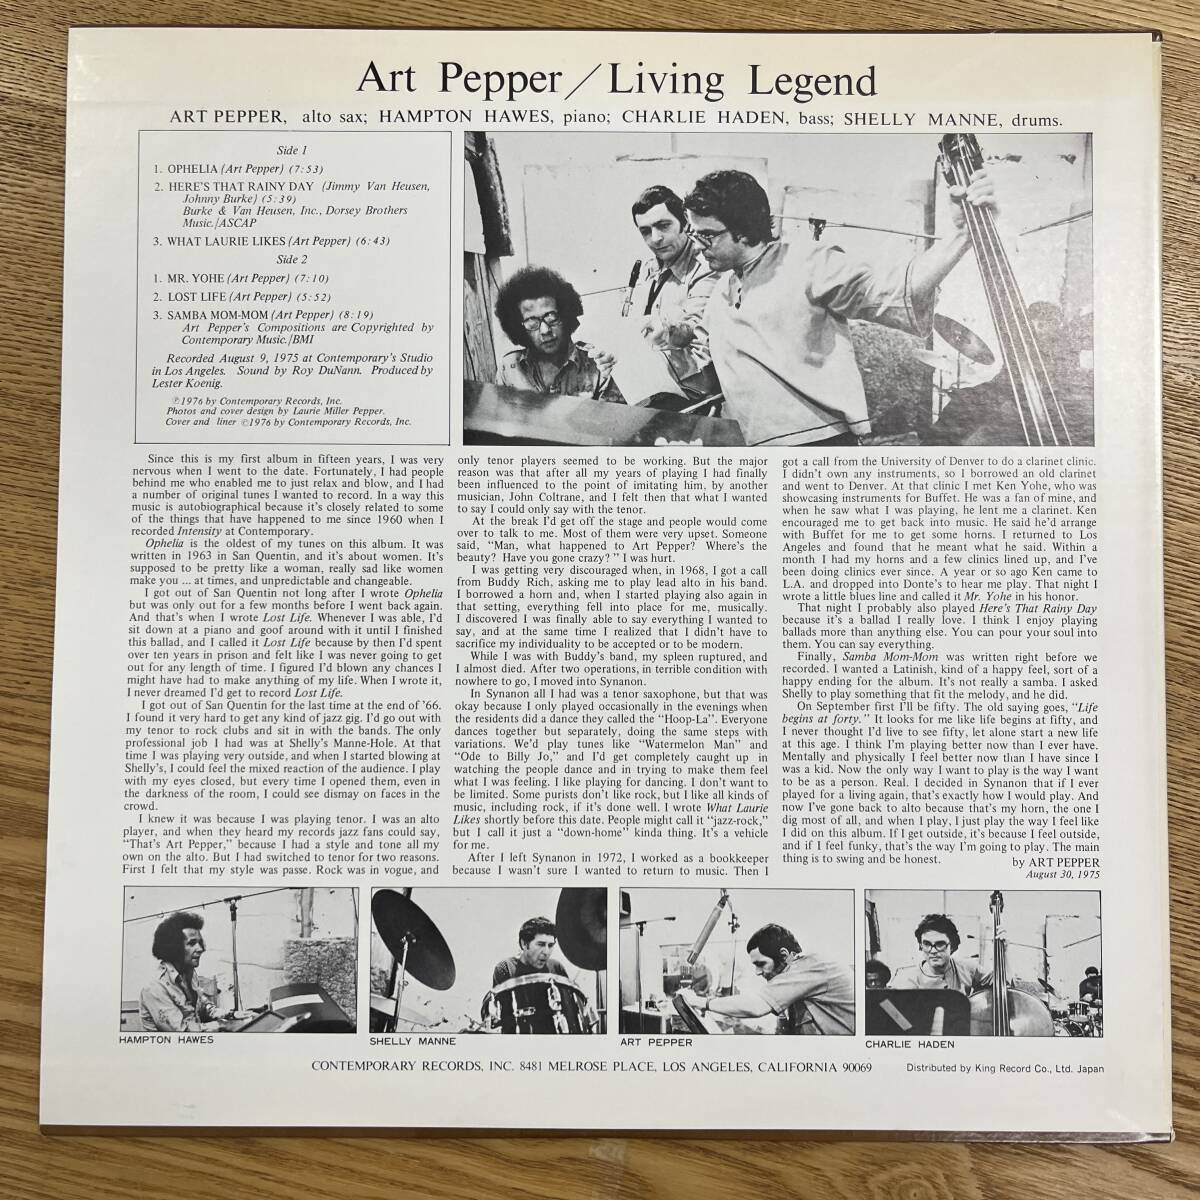 Art Pepper/Living Legend
ART PEPPER, alto sax; HAMPTON HAWES, piano; CHARLIE HADEN, bass; SHELLY MANNE, drums.
Side 1
1. OPHELIA (Art Pepper) (7:53)
2. HERE'S THAT RAINY DAY (Jimmy Van Heusen,
Johnny Burke) (5:39)
Burke & Van Heusen, Inc., Dorsey Brothers
Music./ASCAP
3. WHAT LAURIE LIKES (Art Pepper) (6:43)
Side 2
1. MR. YOHE (Art Pepper) (7:10)
2. LOST LIFE (Art Pepper) (5:52)
3. SAMBA MOM-MOM (Art Pepper) (8:19)
Art Pepper's Compositions are Copyrighted by
Contemporary Music./BMI
Recorded August 9, 1975 at Contemporary's Studio
in Los Angeles. Sound by Roy DuNann. Produced by
Lester Koenig.
℗1976 by Contemporary Records, Inc.
Photos and cover design by Laurie Miller Pepper.
Cover and liner ©1976 by Contemporary Records, Inc.
Since this is my first album in fifteen years, I was very
nervous when I went to the date. Fortunately, I had people
behind me who enabled me to just relax and blow, and I had
a number of original tunes I wanted to record. In a way this
music is autobiographical because it's closely related to some
of the things that have happened to me since 1960 when I
recorded Intensity at Contemporary.
Ophelia is the oldest of my tunes on this album. It was
written in 1963 in San Quentin, and it's about women. It's
supposed to be pretty like a woman, really sad like women
make you ... at times, and unpredictable and changeable.
I got out of San Quentin not long after I wrote Ophelia
but was only out for a few months before I went back again.
And that's when I wrote Lost Life. Whenever I was able, I'd
sit down at a piano and goof around with it until I finished
this ballad, and I called it Lost Life because by then I'd spent
over ten years in prison and felt like I was never going to get
out for any length of time. I figured I'd blown any chances I
might have had to make anything of my life. When I wrote it,
I never dreamed I'd get to record Lost Life.
I got out of San Quentin for the last time at the end of '66.
I found it very hard to get any kind of jazz gig. I'd go out with
my tenor to rock clubs and sit in with the bands. The only
professional job I had was at Shelly's Manne-Hole. At that
time I was playing very outside, and when I started blowing at
Shelly's, I could feel the mixed reaction of the audience. I play
with my eyes closed, but every time I opened them, even in
the darkness of the room, I could see dismay on faces in the
crowd.
I knew it was because I was playing tenor. I was an alto
player, and when they heard my records jazz fans could say,
"That's Art Pepper," because I had a style and tone all my
own on the alto. But I had switched to tenor for two reasons.
First I felt that my style was passe. Rock was in vogue, and
only tenor players seemed to be working. But the major
reason was that after all my years of playing I had finally
been influenced to the point of imitating him, by another
musician, John Coltrane, and I felt then that what I wanted
to say I could only say with the tenor.
At the break I'd get off the stage and people would come
over to talk to me. Most of them were very upset. Someone
said, "Man, what happened to Art Pepper? Where's the
beauty? Have you gone crazy?" I was hurt.
I was getting very discouraged when, in 1968, I got a call
from Buddy Rich, asking me to play lead alto in his band.
I borrowed a horn and, when I started playing also again in
that setting, everything fell into place for me, musically.
I discovered I was finally able to say everything I wanted to
say, and at the same time I realized that I didn't have to
sacrifice my individuality to be accepted or to be modern.
While I was with Buddy's band, my spleen ruptured, and
I almost died. After two operations, in terrible condition with
nowhere to go, I moved into Synanon.
In Synanon all I had was a tenor saxophone, but that was
okay because I only played occasionally in the evenings when
the residents did a dance they called the "Hoop-La". Everyone
dances together but separately, doing the same steps with
variations. We'd play tunes like "Watermelon Man" and
"Ode to Billy Jo," and I'd get completely caught up in
watching the people dance and in trying to make them feel
what I was feeling. I like playing for dancing. I don't want to
be limited. Some purists don't like rock, but I like all kinds of
music, including rock, if it's done well. I wrote What Laurie
Likes shortly before this date. People might call it "jazz-rock,"
but I call it just a "down-home" kinda thing. It's a vehicle
for me.
After I left Synanon in 1972, I worked as a bookkeeper
because I wasn't sure I wanted to return to music. Then I
got a call from the University of Denver to do a clarinet clinic.
I didn't own any instruments, so I borrowed an old clarinet
and went to Denver. At that clinic I met Ken Yohe, who was
showcasing instruments for Buffet. He was a fan of mine, and
when he saw what I was playing, he lent me a clarinet. Ken
encouraged me to get back into music. He said he'd arrange
with Buffet for me to get some horns. I returned to Los
Angeles and found that he meant what he said. Within a
month I had my horns and a few clinics lined up, and I've
been doing clinics ever since. A year or so ago Ken came to
L.A. and dropped into Donte's to hear me play. That night I
wrote a little blues line and called it Mr. Yohe in his honor.
That night I probably also played Here's That Rainy Day
because it's a ballad I really love. I think I enjoy playing
ballads more than anything else. You can pour your soul into
them. You can say everything.
Finally, Samba Mom-Mom was written right before we
recorded. I wanted a Latinish, kind of a happy feel, sort of a
happy ending for the album. It's not really a samba. I asked
Shelly to play something that fit the melody, and he did.
On September first I'll be fifty. The old saying goes, "Life
begins at forty." It looks for me like life begins at fifty, and
I never thought I'd live to see fifty, let alone start a new life
at this age. I think I'm playing better now than I ever have.
Mentally and physically I feel better now than I have since I
was a kid. Now the only way I want to play is the way I want
to be as a person. Real. I decided in Synanon that if I ever
played for a living again, that's exactly how I would play. And
now I've gone back to alto because that's my horn, the one I
dig most of all, and when I play, I just play the way I feel like
I did on this album. If I get outside, it's because I feel outside,
and if I feel funky, that's the way I'm going to play. The main
thing is to swing and be honest.
by ART PEPPER
August 30, 1975
HAMPTON HAWES
SHELLY MANNE
ART PEPPER
CHARLIE HADEN
CONTEMPORARY RECORDS, INC. 8481 MELROSE PLACE, LOS ANGELES, CALIFORNIA 90069
Distributed by King Record Co., Ltd. Japan